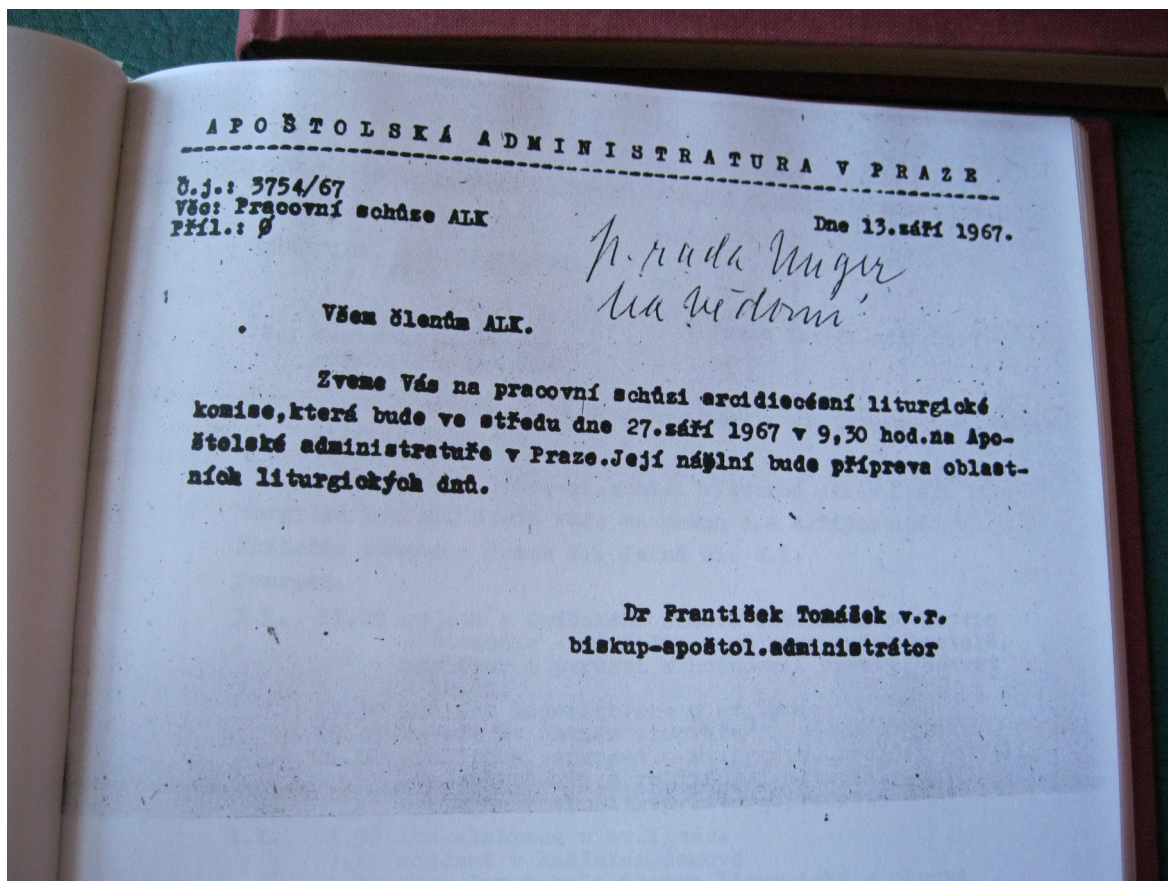 APOŠTOLSKÁ ADMINISTRATURA V PRAZE
Č.j.: 3754/67
Věc: Pracovní schůze ALK
Příl.: Ø
Dne 13.září 1967.
p. rada Unger
na vědomí
Všem členům ALK.
Zveme Vás na pracovní schůzi arcidiecésní liturgické
komise,která bude ve středu dne 27.září 1967 v 9,30 hod.na Apo-
štolské administratuře v Praze.Její náplní bude příprava oblast-
ních liturgických dnů.
Dr František Tomášek v.r.
biskup-apoštol.administrátor